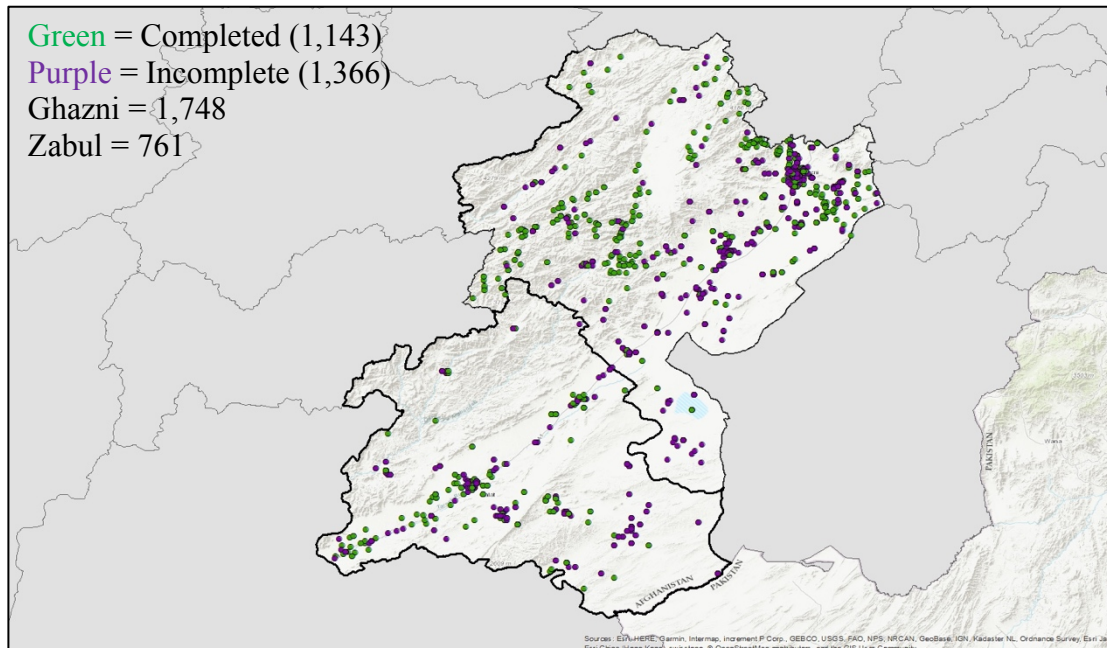 Green = Completed (1,143)
Purple = Incomplete (1,366)
Ghazni = 1,748
Zabul = 761
PAKISTAN
AFGHANISTAN
PAKISTAN
Sources: Esri, HERE, Garmin, Intermap, increment P Corp., GEBCO, USGS, FAO, NPS, NRCAN, GeoBase, IGN, Kadaster NL, Ordnance Survey, Esri Ja